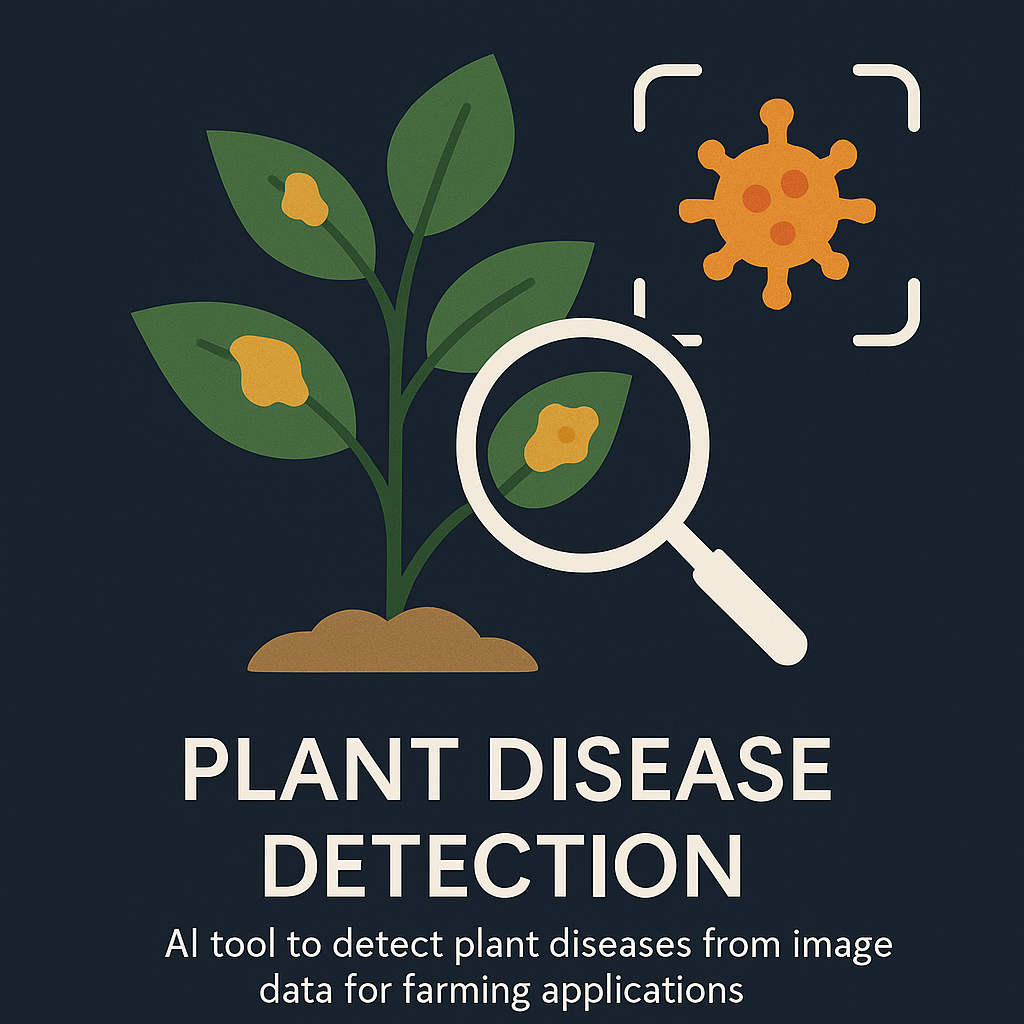 PLANT DISEASE
DETECTION
AI tool to detect plant diseases from image
data for farming applications